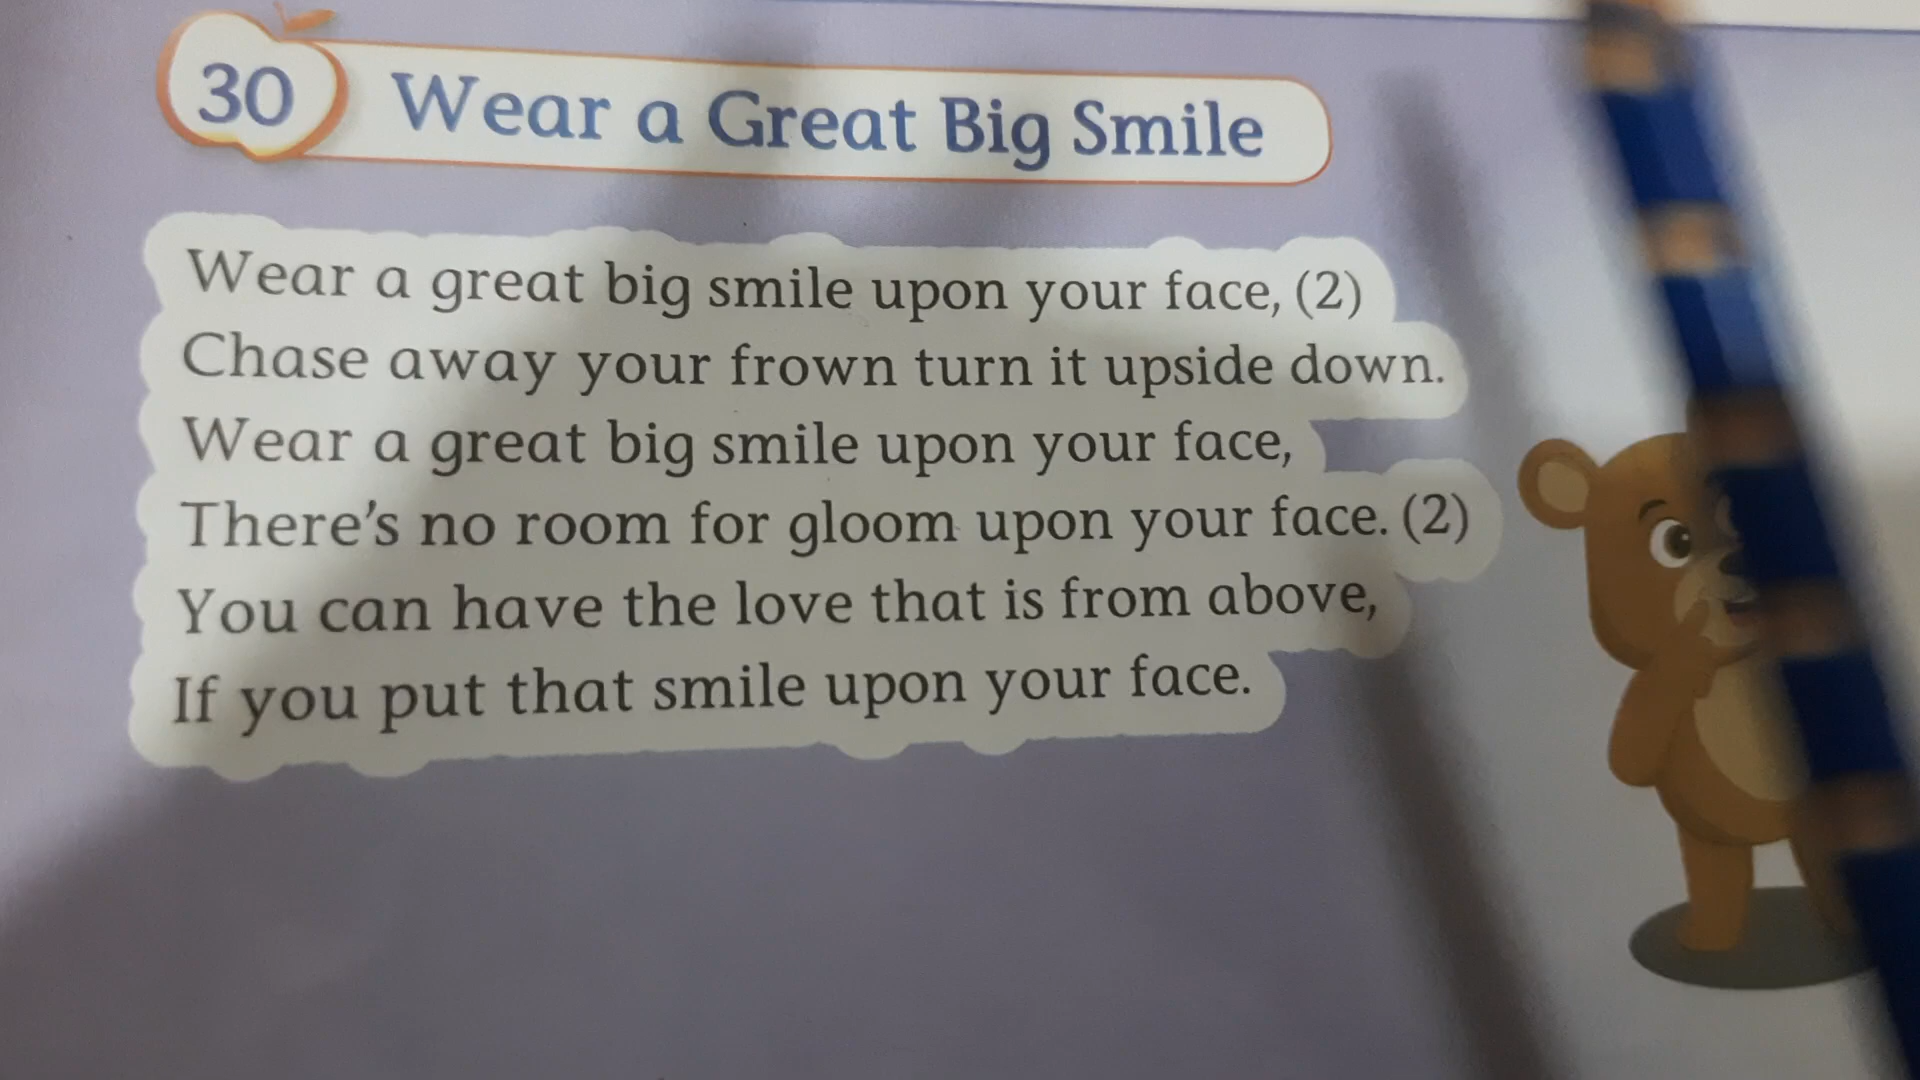 30 Wear a Great Big Smile
Wear a great big smile upon your face, (2)
Chase away your frown turn it upside down.
Wear a great big smile upon your face,
There's no room for gloom upon your face. (2)
You can have the love that is from above,
If you put that smile upon your face.